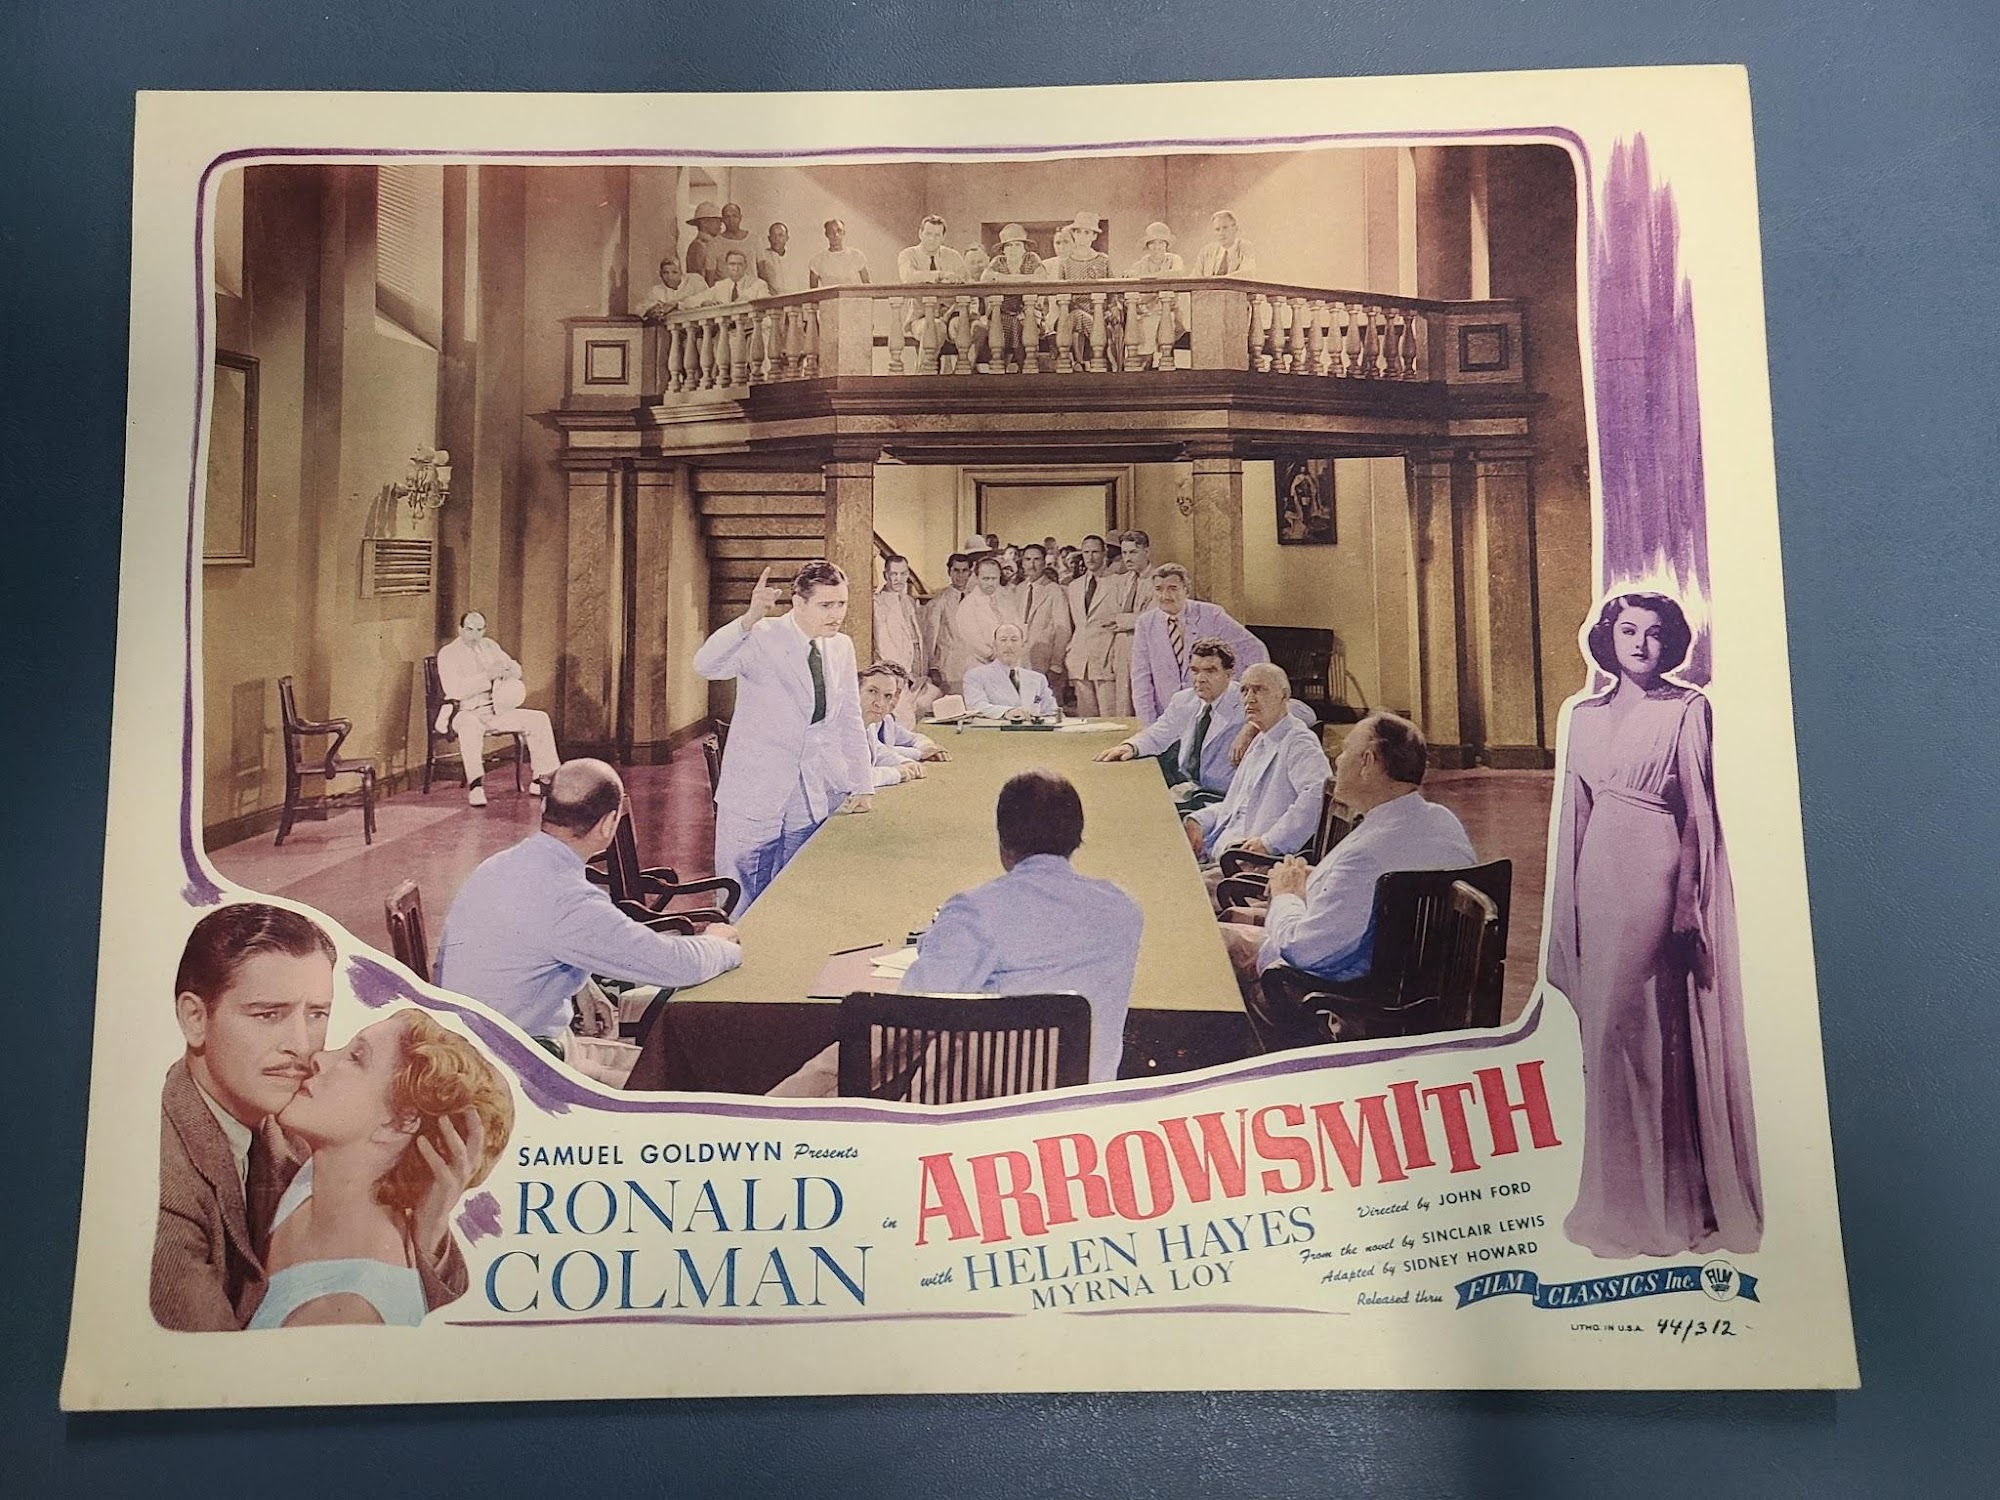 SAMUEL GOLDWYN Presents
RONALD
COLMAN
in ARROWSMITH
with HELEN HAYES
MYRNA LOY
Directed by JOHN FORD
From the novel by SINCLAIR LEWIS
Adapted by SIDNEY HOWARD
Released thru FILM CLASSICS Inc.
FILM
LITHO. IN U.S.A. 44/312